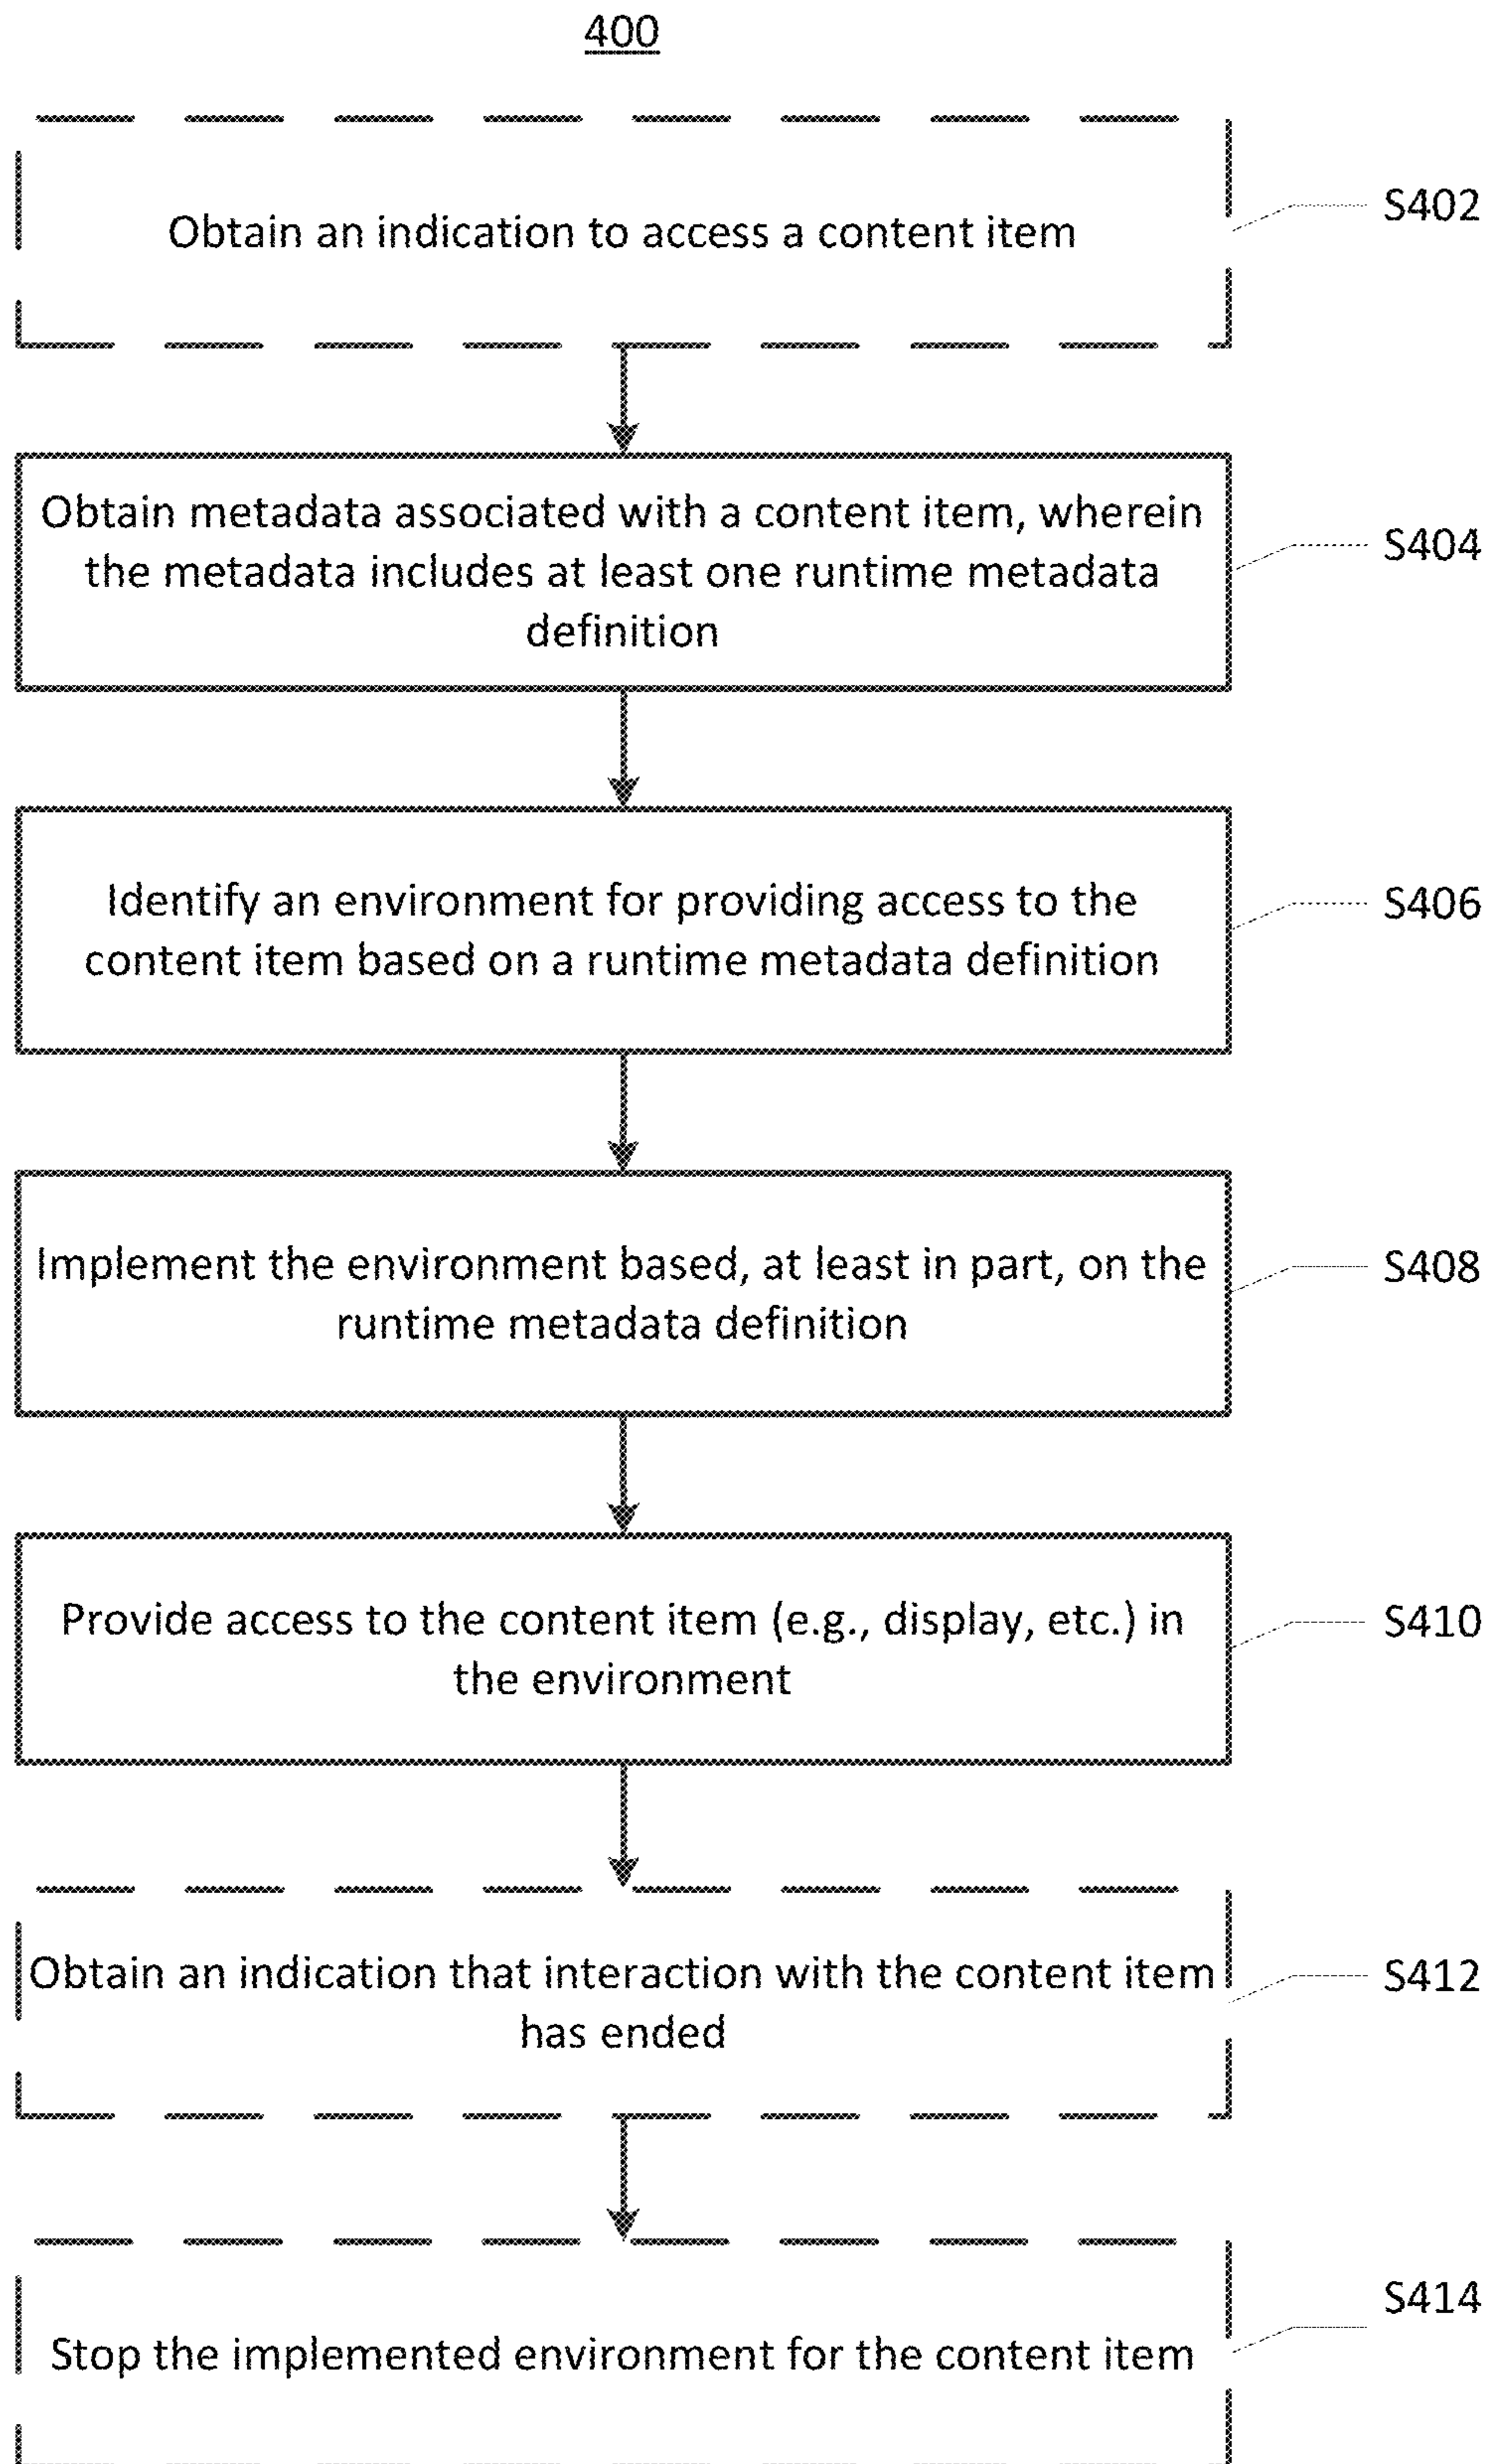 400
Obtain an indication to access a content item
S402
Obtain metadata associated with a content item, wherein
the metadata includes at least one runtime metadata
definition
S404
Identify an environment for providing access to the
content item based on a runtime metadata definition
S406
Implement the environment based, at least in part, on the
runtime metadata definition
S408
Provide access to the content item (e.g., display, etc.) in
the environment
S410
Obtain an indication that interaction with the content item
has ended
S412
Stop the implemented environment for the content item
S414